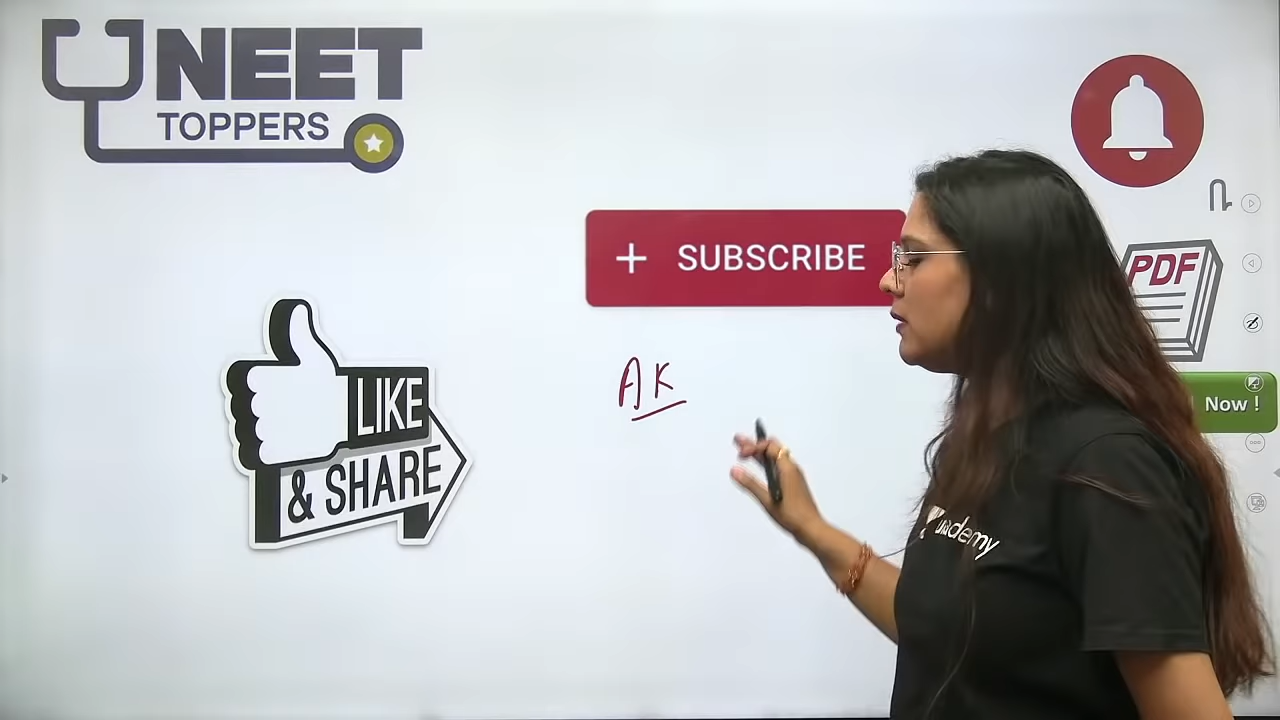 NEET
TOPPERS
+ SUBSCRIBE
PDF
LIKE
& SHARE
AK
Now !
unacademy